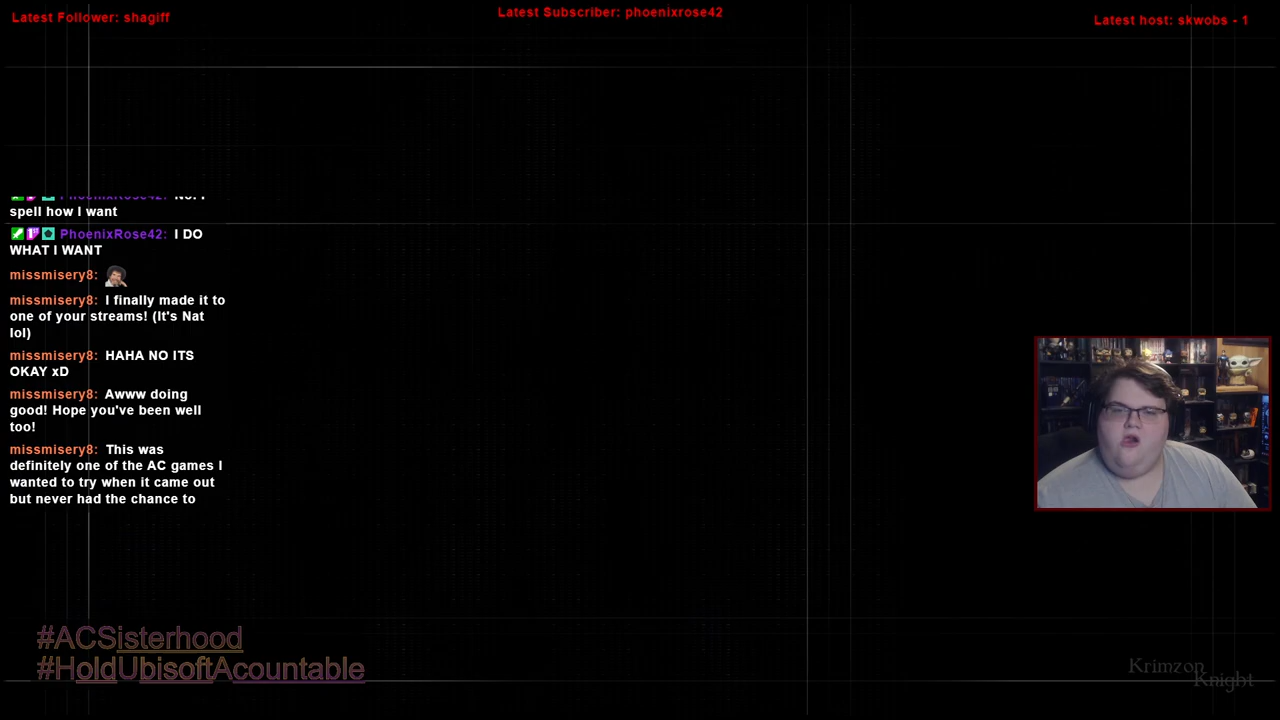 Latest Follower: shagiff
Latest Subscriber: phoenixrose42
Latest host: skwobs - 1
PhoenixRose42: No! I
spell how I want
PhoenixRose42: I DO
WHAT I WANT
missmisery8:
missmisery8: I finally made it to
one of your streams! (It's Nat
lol)
missmisery8: HAHA NO ITS
OKAY xD
missmisery8: Awww doing
good! Hope you've been well
too!
missmisery8: This was
definitely one of the AC games I
wanted to try when it came out
but never had the chance to
#ACSisterhood
#HoldUbisoftAcountable
Krimzon
Knight